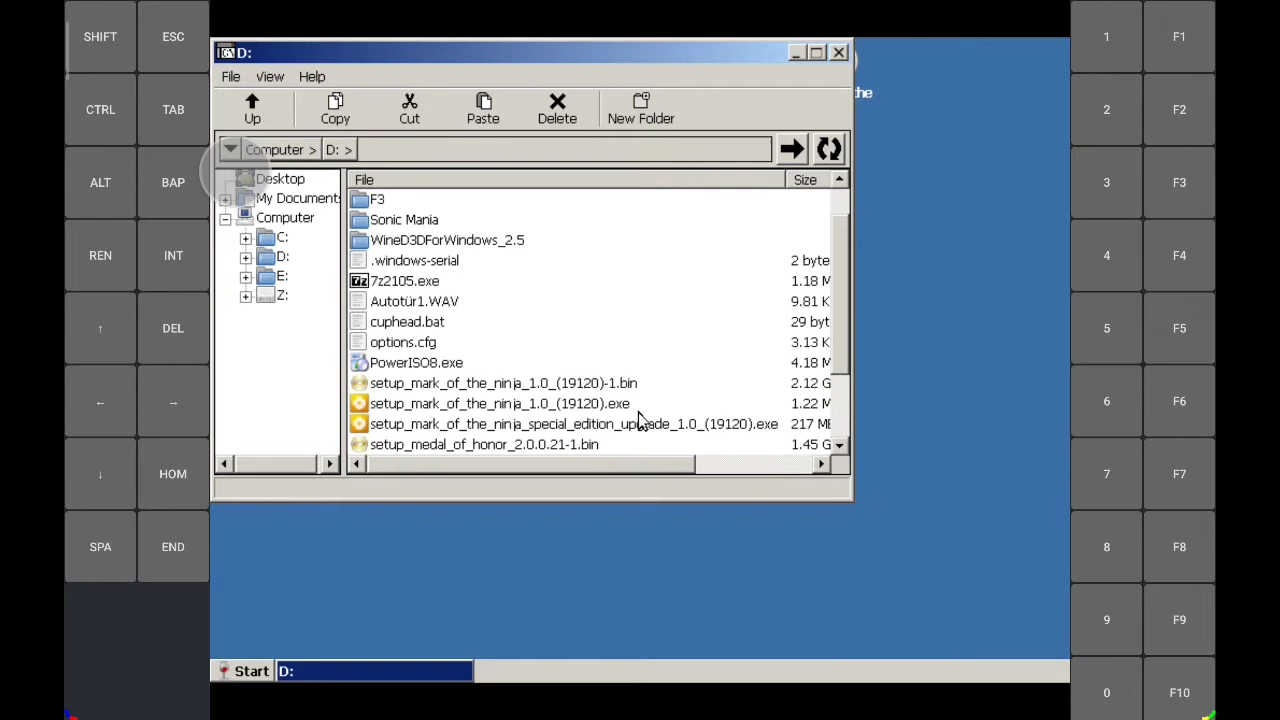 SHIFT ESC
CTRL TAB
ALT BAP
REN INT
↑ DEL
← →
↓ HOM
SPA END
D:
File View Help
Up Copy Cut Paste Delete New Folder
Computer > D: >
Desktop
My Documents
Computer
C:
D:
E:
Z:
File Size
F3
Sonic Mania
WineD3DForWindows_2.5
.windows-serial 2 byte
7z2105.exe 1.18 M
Autotür1.WAV 9.81 K
cuphead.bat 29 byt
options.cfg 3.13 K
PowerISO8.exe 4.18 M
setup_mark_of_the_ninja_1.0_(19120)-1.bin 2.12 G
setup_mark_of_the_ninja_1.0_(19120).exe 1.22 M
setup_mark_of_the_ninja_special_edition_upgrade_1.0_(19120).exe 217 ME
setup_medal_of_honor_2.0.0.21-1.bin 1.45 G
the
Start D:
1 F1
2 F2
3 F3
4 F4
5 F5
6 F6
7 F7
8 F8
9 F9
0 F10